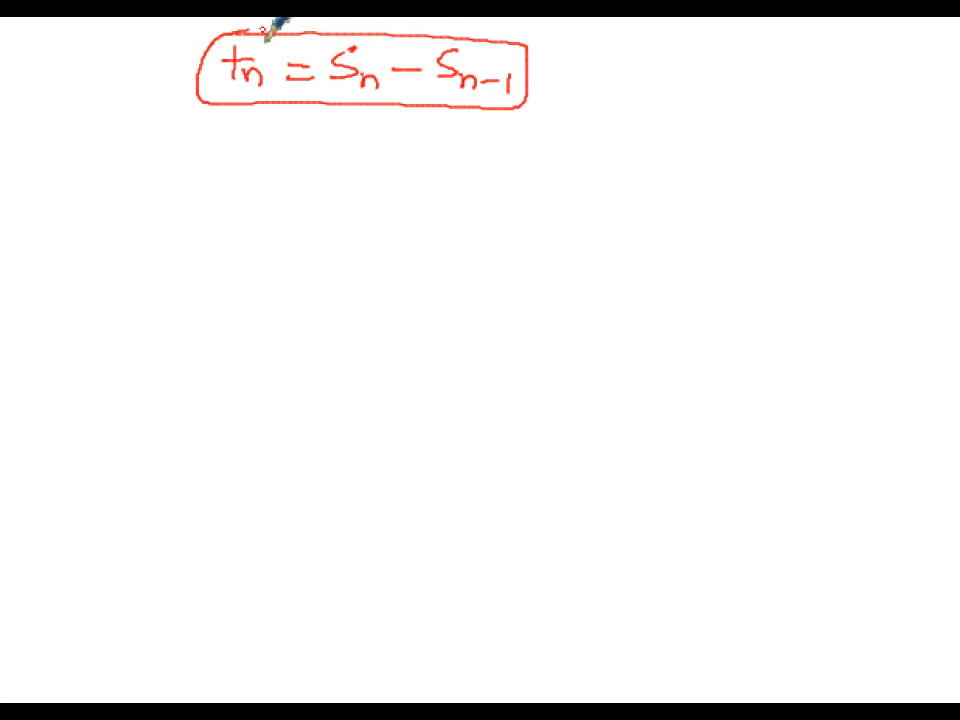 tn = Sn - Sn-1